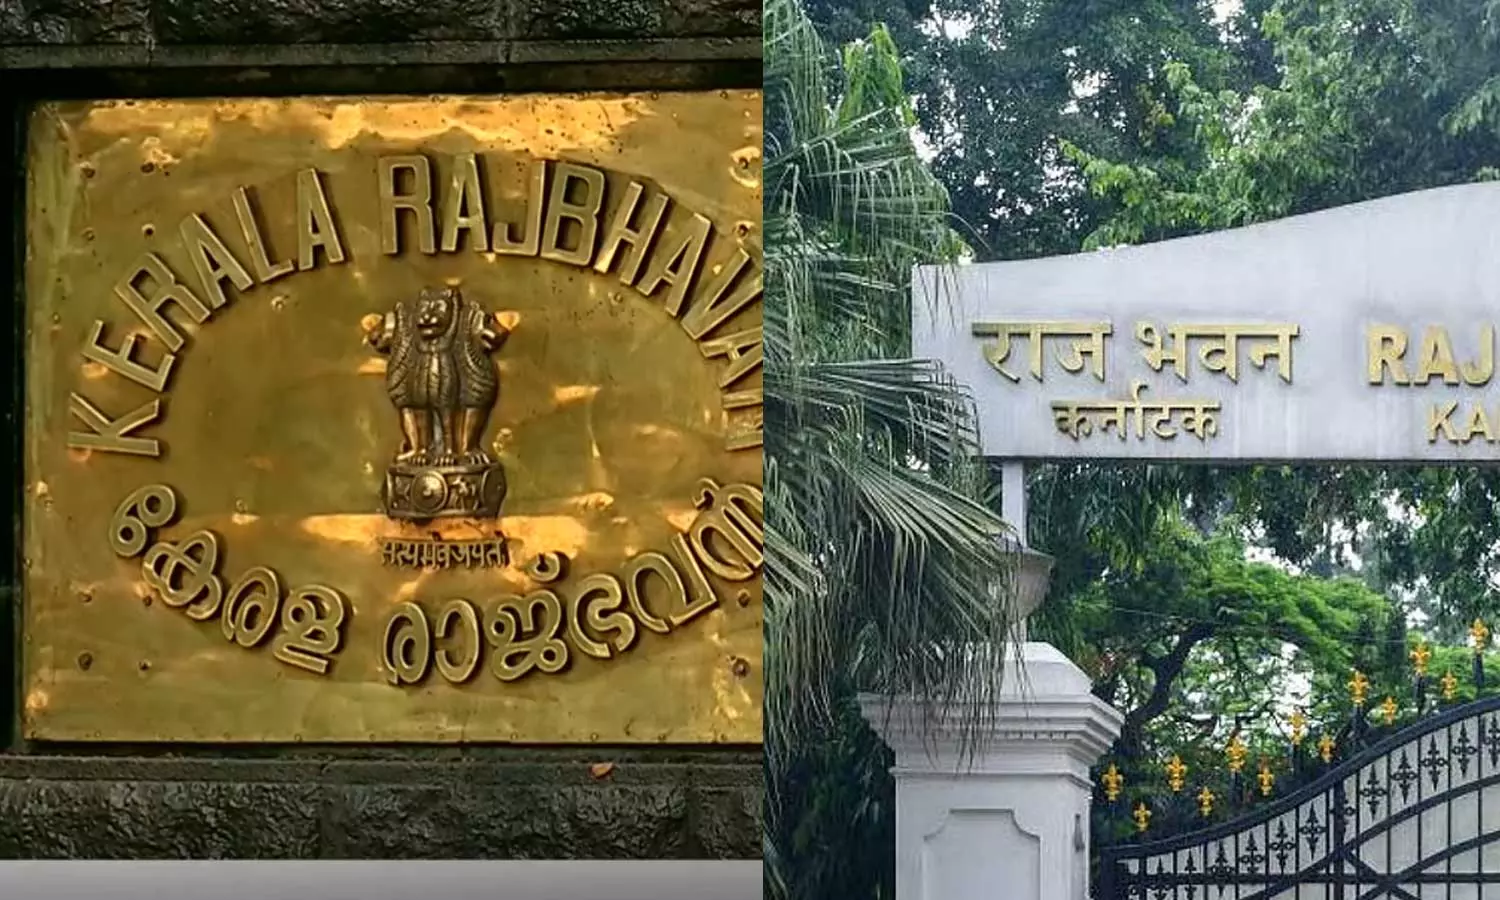 KERALA RAJBHAVAN
सत्यमेव जयते
കേരള രാജ്ഭവൻ
राज भवन RAJ
कर्नाटक KA